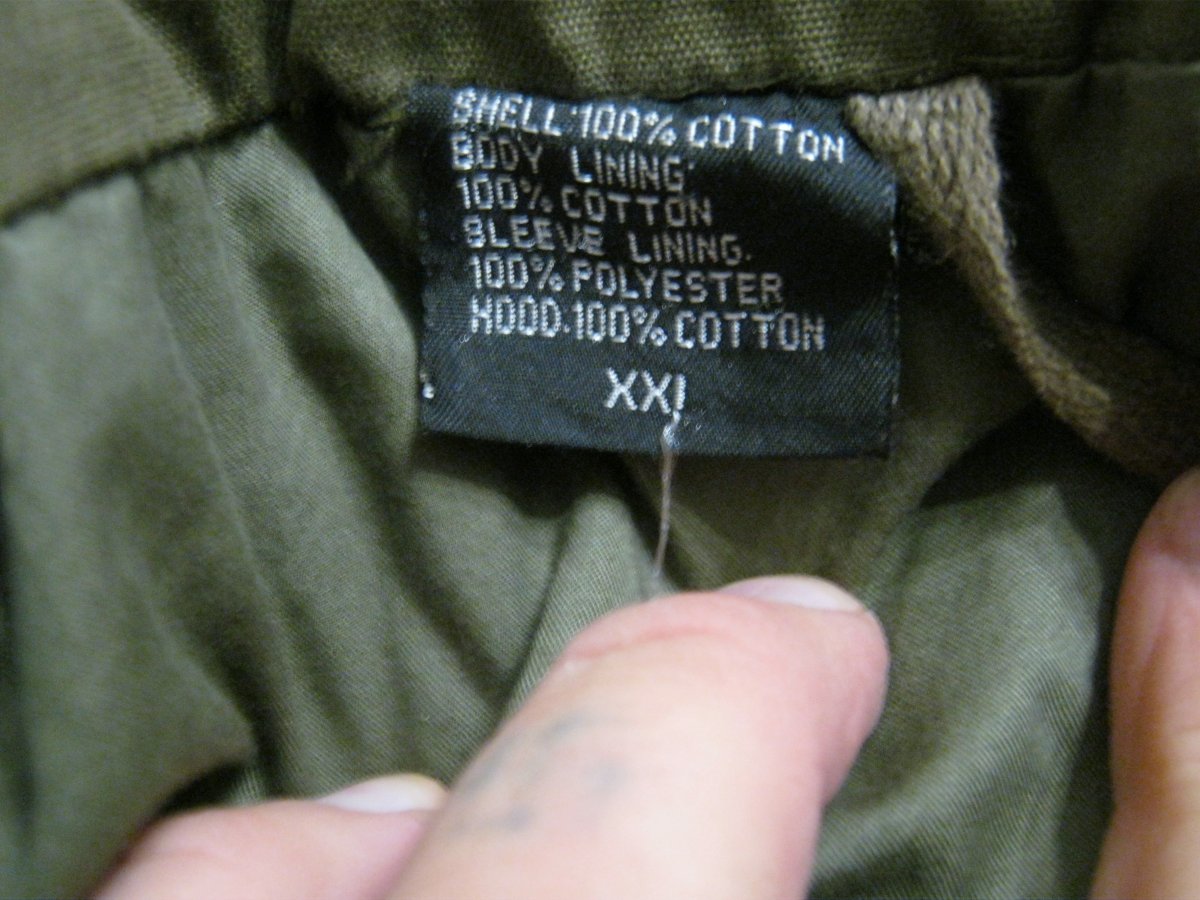 SHELL·100% COTTON
BODY LINING:
100% COTTON
SLEEVE LINING.
100% POLYESTER
HOOD.100% COTTON
XXL